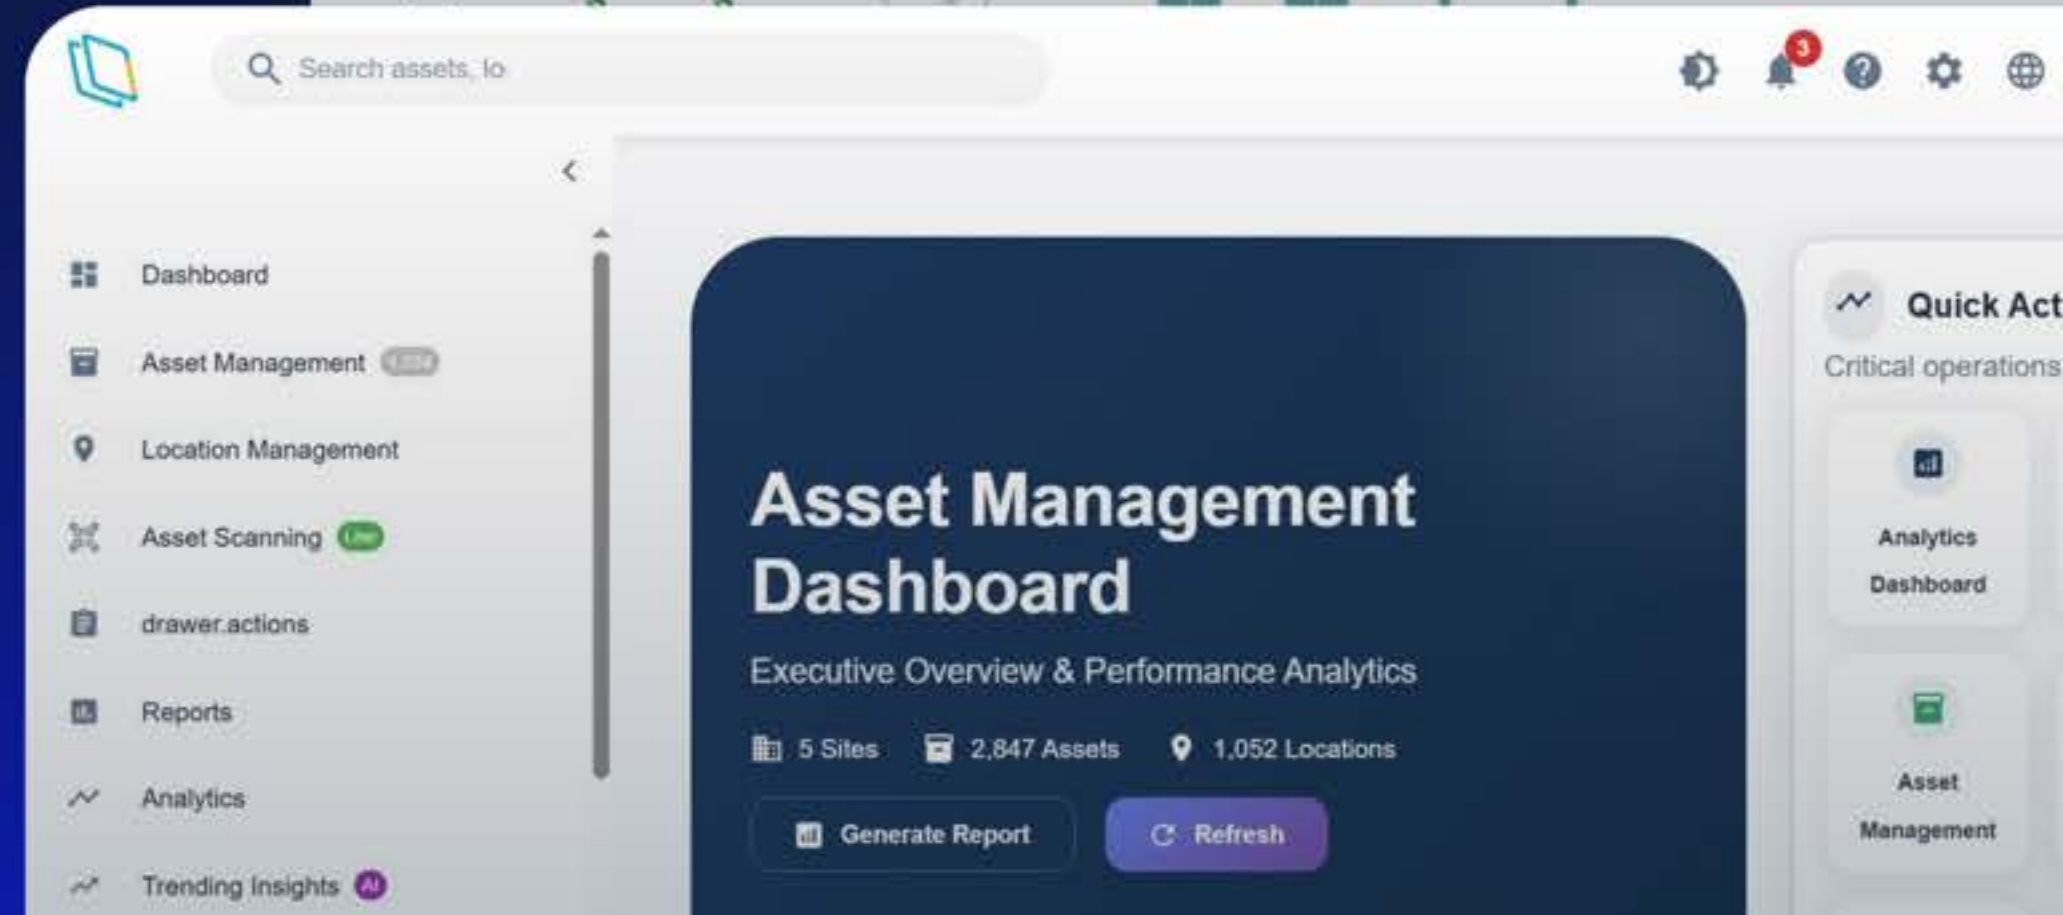 Search assets, lo
3
Dashboard
Asset Management
Location Management
Asset Scanning
drawer.actions
Reports
Analytics
Trending Insights AI
Asset Management
Dashboard
Executive Overview & Performance Analytics
5 Sites 2,847 Assets 1,052 Locations
Generate Report Refresh
Quick Act
Critical operations
Analytics
Dashboard
Asset
Management